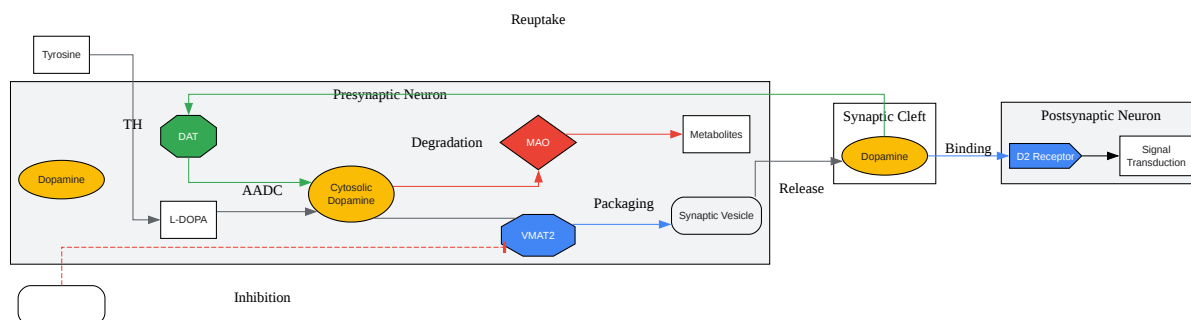 Reuptake
Tyrosine
Presynaptic Neuron
TH
DAT
Degradation
MAO
Metabolites
Synaptic Cleft
Postsynaptic Neuron
Dopamine
AADC
Cytosolic
Dopamine
L-DOPA
Packaging
Synaptic Vesicle
VMAT2
Release
Dopamine
Binding
D2 Receptor
Signal
Transduction
Inhibition